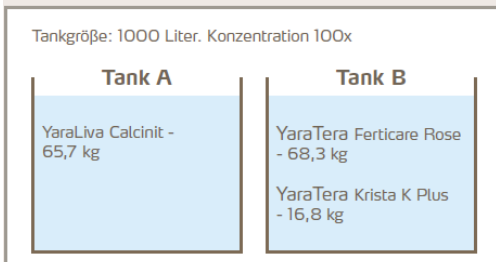 Tankgröße: 1000 Liter. Konzentration 100x
Tank A
YaraLiva Calcinit -
65,7 kg
Tank B
YaraTera Ferticare Rose
- 68,3 kg
YaraTera Krista K Plus
- 16,8 kg